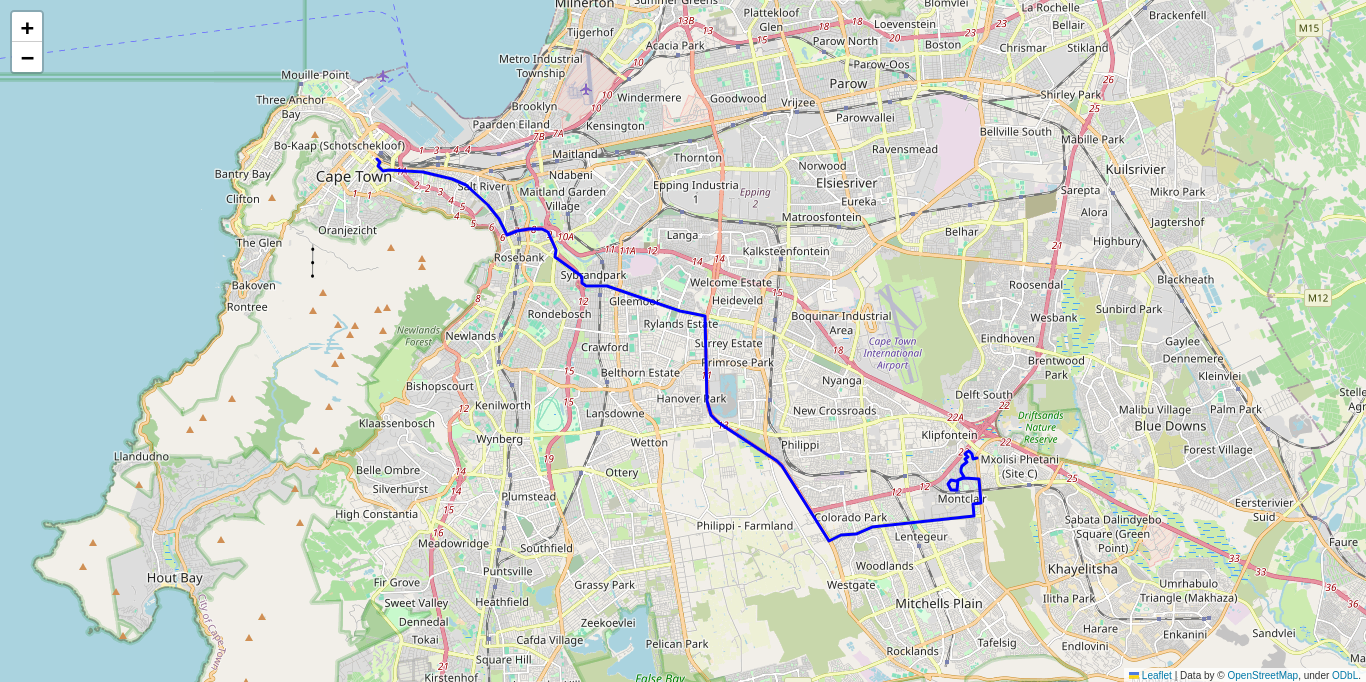 +
−
Milnerton
Summer Greens
13B
Plattekloof
Glen
Blomvlei
La Rochelle
Bellair
Brackenfell
M15
Tijgerhof
Loevenstein
Acacia Park
Parow North
Boston
Chrismar
Stikland
Metro Industrial
Township
Parow-Oos
Mouille Point
Parow
Three Anchor
Bay
Brooklyn
Windermere
Goodwood
Vrijzee
Shirley Park
Paarden Eiland
Kensington
Parowvallei
Bellville South
Mabille Park
Bo-Kaap (Schotschekloof)
7B
7A
Maitland
Thornton
Ravensmead
Norwood
Kuilsrivier
Bantry Bay
Cape Town
Ndabeni
Salt River
Epping Industria
1
Epping
2
Elsiesriver
Sarepta
Mikro Park
Clifton
Maitland Garden
Village
Eureka
Matroosfontein
Alora
Jagtershof
Oranjezicht
10A
Langa
Belhar
Highbury
The Glen
Rosebank
11A
Kalksteenfontein
Bakoven
Sybrandpark
Welcome Estate
Roosendal
Blackheath
Rontree
Gleemoor
Heideveld
M12
Rondebosch
Rylands Estate
Boquinar Industrial
Area
Wesbank
Sunbird Park
Newlands
Forest
Newlands
Crawford
Surrey Estate
Cape Town
International
Airport
Eindhoven
Gaylee
Dennemere
Primrose Park
Brentwood
Park
Belthorn Estate
Nyanga
Kleinvlei
Bishopscourt
Hanover Park
Delft South
Kenilworth
Lansdowne
New Crossroads
22A
Driftsands
Nature
Reserve
Malibu Village
Palm Park
Klaassenbosch
Blue Downs
Wynberg
Wetton
Philippi
Klipfontein
Forest Village
Llandudno
Mxolisi Phetani
(Site C)
Belle Ombre
Ottery
Silverhurst
Plumstead
Montclair
Eersterivier
Suid
High Constantia
Colorado Park
Philippi - Farmland
Sabata Dalindyebo
Square (Green
Point)
Lentegeur
Meadowridge
Southfield
Faure
Hout Bay
Puntsville
Woodlands
Khayelitsha
Fir Grove
Grassy Park
Westgate
Umrhabulo
Triangle (Makhaza)
Sweet Valley
Heathfield
Mitchells Plain
Ilitha Park
City of Cape Town
Dennedal
Zeekoevlei
Harare
Enkanini
Sandvlei
Tokai
Cafda Village
Pelican Park
Tafelsig
Endlovini
Square Hill
Rocklands
Kirstenhof
False Bay
Leaflet | Data by © OpenStreetMap, under ODbL.